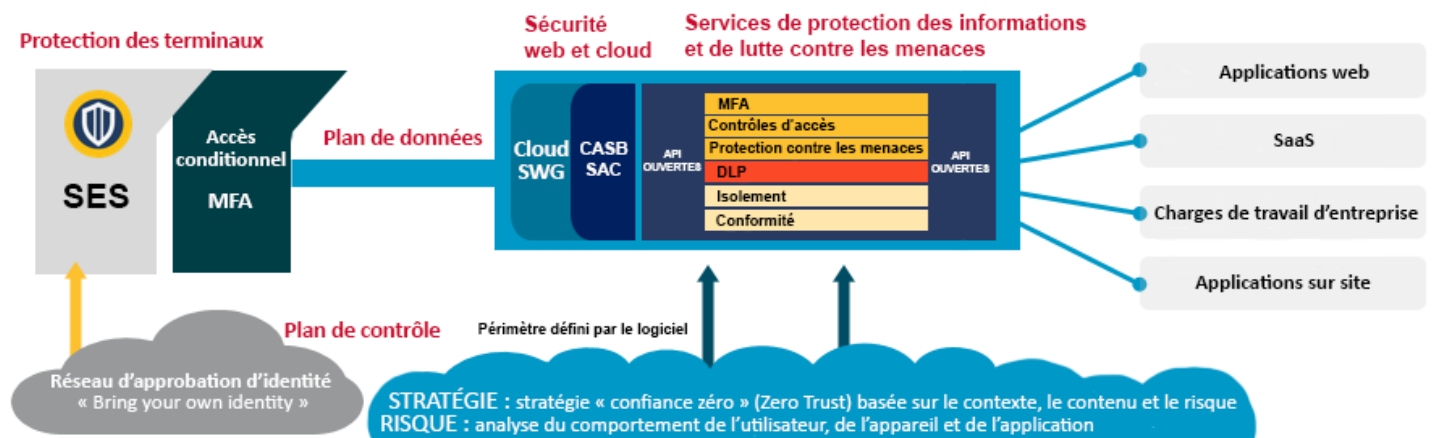 Protection des terminaux
SES
Accès
conditionnel
MFA
Plan de données
Sécurité
web et cloud
Cloud
SWG
CASB
SAC
Services de protection des informations
et de lutte contre les menaces
API
OUVERTES
MFA
Contrôles d'accès
Protection contre les menaces
DLP
Isolement
Conformité
API
OUVERTES
Applications web
SaaS
Charges de travail d'entreprise
Applications sur site
Plan de contrôle
Périmètre défini par le logiciel
Réseau d'approbation d'identité
« Bring your own identity »
STRATÉGIE : stratégie « confiance zéro » (Zero Trust) basée sur le contexte, le contenu et le risque
RISQUE : analyse du comportement de l'utilisateur, de l'appareil et de l'application